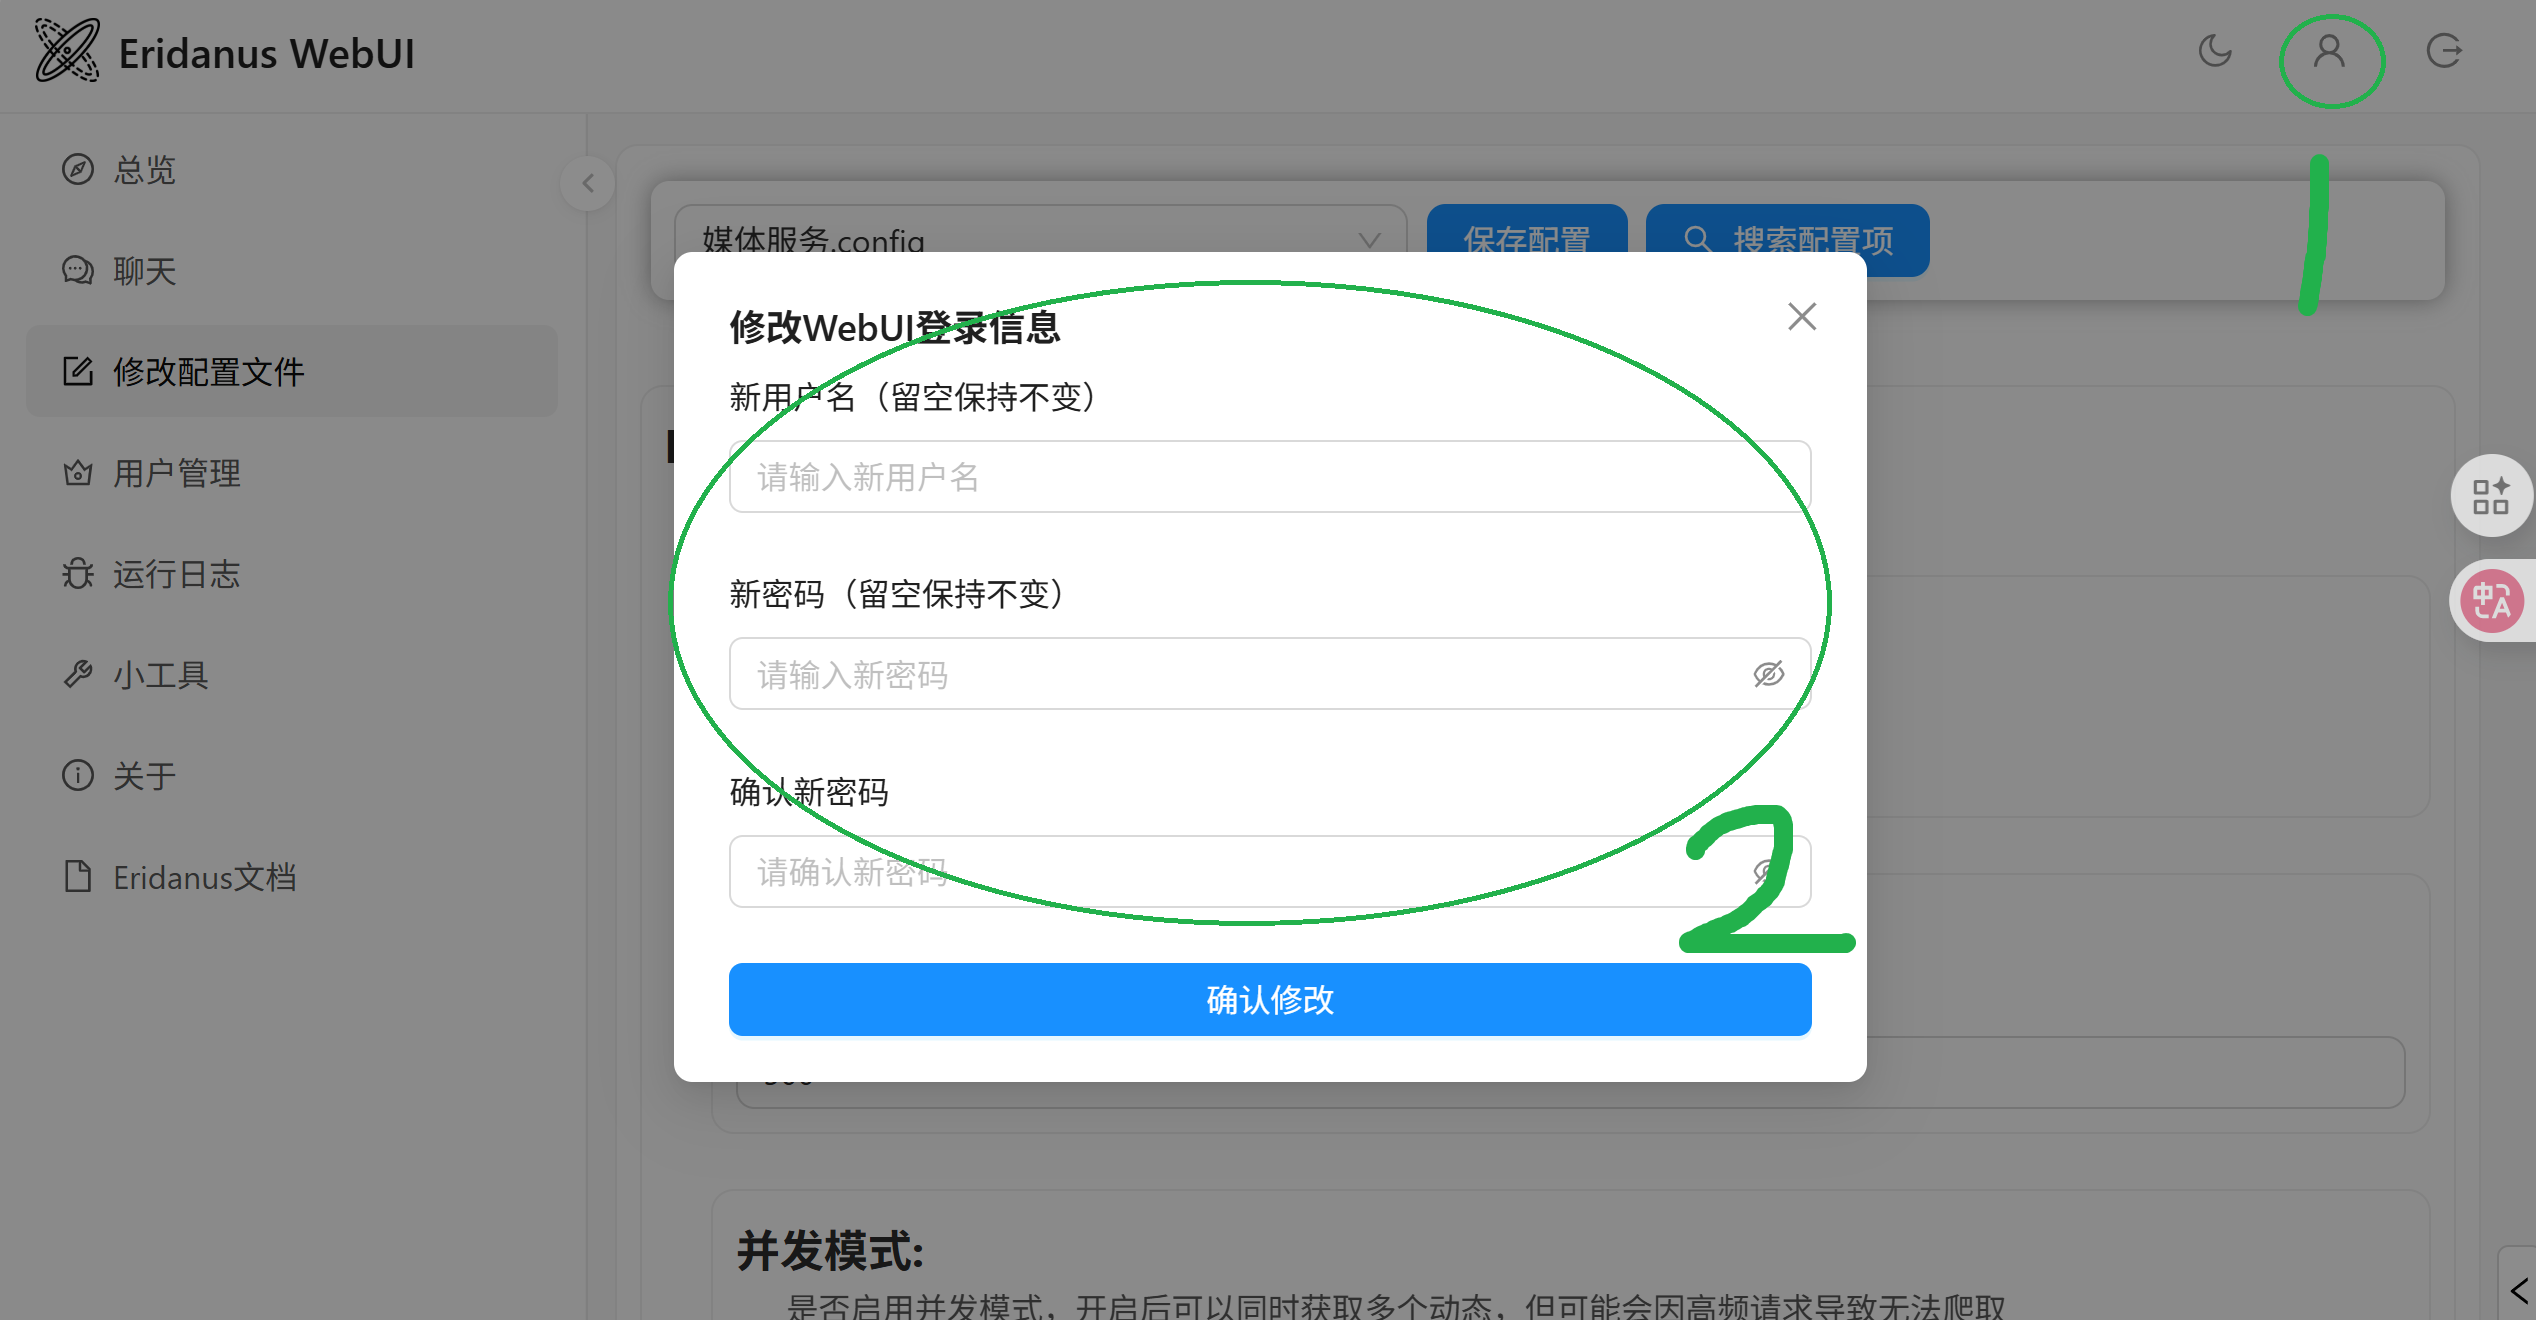 Eridanus WebUI
总览
聊天
修改配置文件
用户管理
运行日志
小工具
关于
Eridanus文档
媒体服务.config
保存配置
搜索配置项
1
修改WebUI登录信息
新用户名（留空保持不变）
请输入新用户名
新密码（留空保持不变）
请输入新密码
确认新密码
请确认新密码
2
确认修改
并发模式:
是否启用并发模式，开启后可以同时获取多个动态，但可能会因高频请求导致无法爬取
中A